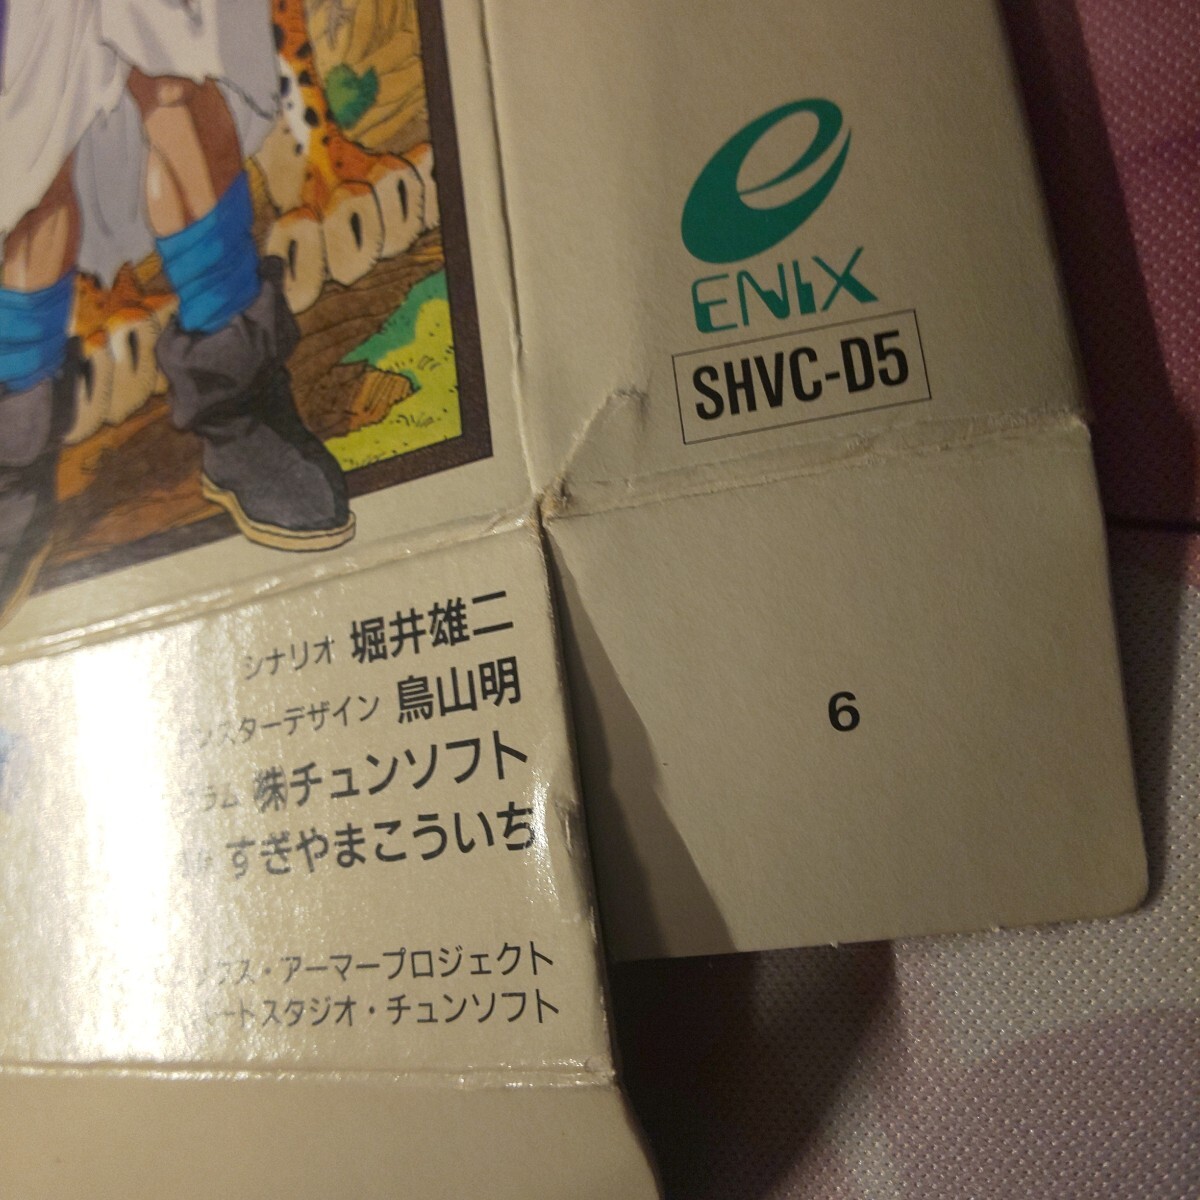 ENIX
SHVC-D5
6
シナリオ 堀井雄二
スターデザイン 鳥山明
ラム ㈱チュンソフト
すぎやまこういち
ックス・アーマープロジェクト
ートスタジオ・チュンソフト